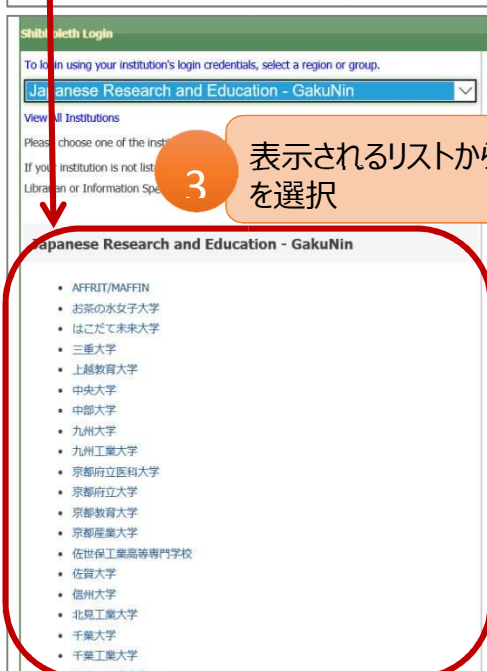 Shibboleth Login
To login using your institution's login credentials, select a region or group.
Japanese Research and Education - GakuNin
View All Institutions
Please choose one of the inst
If your institution is not list
Librarian or Information Spe
3
表示されるリストから
を選択
Japanese Research and Education - GakuNin
AFFRIT/MAFFIN
お茶の水女子大学
はこだて未来大学
三重大学
上越教育大学
中央大学
中部大学
九州大学
九州工業大学
京都府立医科大学
京都府立大学
京都教育大学
京都産業大学
佐世保工業高等専門学校
佐賀大学
信州大学
北見工業大学
千葉大学
千葉工業大学